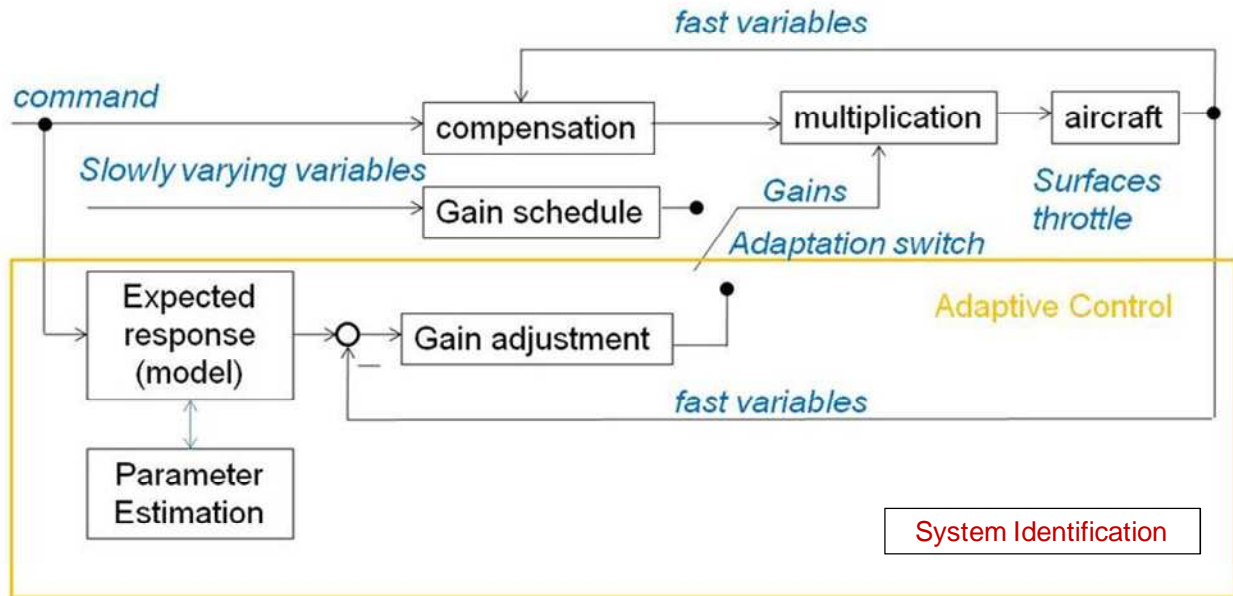 fast variables
command
compensation
multiplication
aircraft
Slowly varying variables
Gain schedule
Gains
Surfaces
throttle
Adaptation switch
Expected
response
(model)
Gain adjustment
Adaptive Control
fast variables
Parameter
Estimation
System Identification